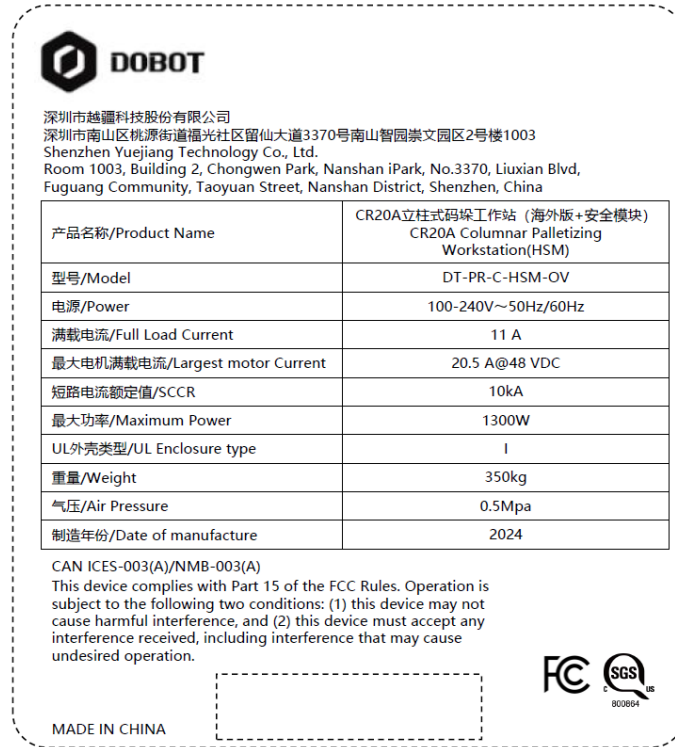 DOBOT
深圳市越疆科技股份有限公司
深圳市南山区桃源街道福光社区留仙大道3370号南山智园崇文园区2号楼1003
Shenzhen Yuejiang Technology Co., Ltd.
Room 1003, Building 2, Chongwen Park, Nanshan iPark, No.3370, Liuxian Blvd,
Fuguang Community, Taoyuan Street, Nanshan District, Shenzhen, China
产品名称/Product Name
CR20A立柱式码垛工作站（海外版+安全模块）
CR20A Columnar Palletizing
Workstation(HSM)
型号/Model DT-PR-C-HSM-OV
电源/Power 100-240V～50Hz/60Hz
满载电流/Full Load Current 11 A
最大电机满载电流/Largest motor Current 20.5 A@48 VDC
短路电流额定值/SCCR 10kA
最大功率/Maximum Power 1300W
UL外壳类型/UL Enclosure type I
重量/Weight 350kg
气压/Air Pressure 0.5Mpa
制造年份/Date of manufacture 2024
CAN ICES-003(A)/NMB-003(A)
This device complies with Part 15 of the FCC Rules. Operation is
subject to the following two conditions: (1) this device may not
cause harmful interference, and (2) this device must accept any
interference received, including interference that may cause
undesired operation.
FC SGS
C US
800864
MADE IN CHINA